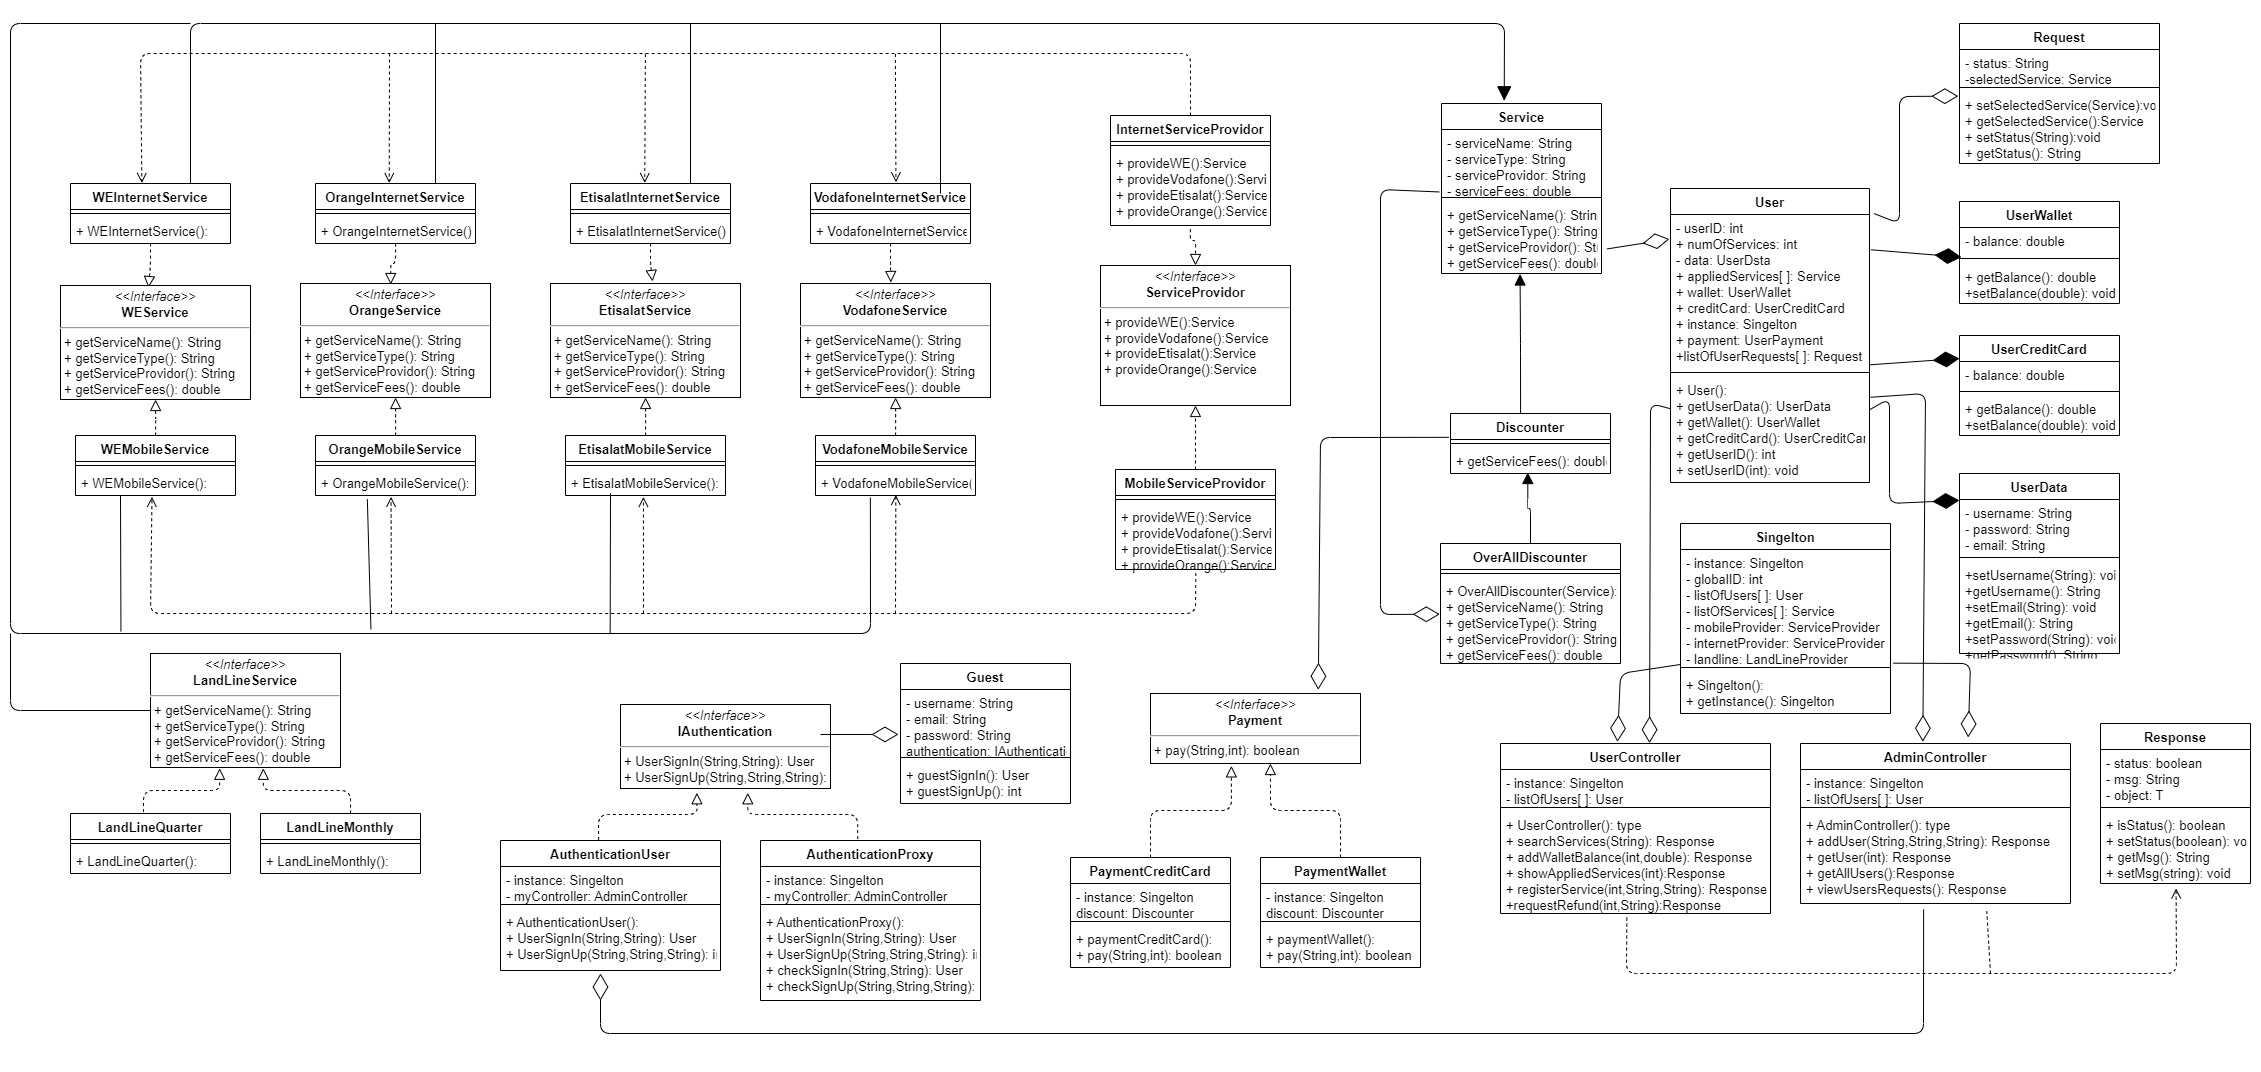 Request
- status: String
-selectedService: Service
+ setSelectedService(Service):vo
+ getSelectedService():Service
+ setStatus(String):void
+ getStatus(): String
InternetServiceProvidor
+ provideWE():Service
+ provideVodafone():Servi
+ provideEtisalat():Service
+ provideOrange():Service
Service
- serviceName: String
- serviceType: String
- serviceProvidor: String
- serviceFees: double
+ getServiceName(): Strin
+ getServiceType(): String
+ getServiceProvidor(): St
+ getServiceFees(): doubl
WEInternetService
+ WEInternetService():
OrangeInternetService
+ OrangeInternetService()
EtisalatInternetService
+ EtisalatInternetService()
VodafoneInternetService
+ VodafoneInternetService
User
- userID: int
+ numOfServices: int
- data: UserDsta
+ appliedServices[ ]: Service
+ wallet: UserWallet
+ creditCard: UserCreditCard
+ instance: Singelton
+ payment: UserPayment
+listOfUserRequests[ ]: Request
+ User():
+ getUserData(): UserData
+ getWallet(): UserWallet
+ getCreditCard(): UserCreditCar
+ getUserID(): int
+ setUserID(int): void
UserWallet
- balance: double
+ getBalance(): double
+setBalance(double): void
<<Interface>>
WEService
+ getServiceName(): String
+ getServiceType(): String
+ getServiceProvidor(): String
+ getServiceFees(): double
<<Interface>>
OrangeService
+ getServiceName(): String
+ getServiceType(): String
+ getServiceProvidor(): String
+ getServiceFees(): double
<<Interface>>
EtisalatService
+ getServiceName(): String
+ getServiceType(): String
+ getServiceProvidor(): String
+ getServiceFees(): double
<<Interface>>
VodafoneService
+ getServiceName(): String
+ getServiceType(): String
+ getServiceProvidor(): String
+ getServiceFees(): double
<<Interface>>
ServiceProvidor
+ provideWE():Service
+ provideVodafone():Service
+ provideEtisalat():Service
+ provideOrange():Service
UserCreditCard
- balance: double
+ getBalance(): double
+setBalance(double): void
WEMobileService
+ WEMobileService():
OrangeMobileService
+ OrangeMobileService():
EtisalatMobileService
+ EtisalatMobileService():
VodafoneMobileService
+ VodafoneMobileService(
MobileServiceProvidor
+ provideWE():Service
+ provideVodafone():Servi
+ provideEtisalat():Service
+ provideOrange():Service
Discounter
+ getServiceFees(): doubl
OverAllDiscounter
+ OverAllDiscounter(Service):
+ getServiceName(): String
+ getServiceType(): String
+ getServiceProvidor(): String
+ getServiceFees(): double
Singelton
- instance: Singelton
- globalID: int
- listOfUsers[ ]: User
- listOfServices[ ]: Service
- mobileProvider: ServiceProvider
- internetProvider: ServiceProvider
- landline: LandLineProvider
+ Singelton():
+ getInstance(): Singelton
UserData
- username: String
- password: String
- email: String
+setUsername(String): voi
+getUsername(): String
+setEmail(String): void
+getEmail(): String
+setPassword(String): voi
+getPassword(): String
<<Interface>>
LandLineService
+ getServiceName(): String
+ getServiceType(): String
+ getServiceProvidor(): String
+ getServiceFees(): double
LandLineQuarter
+ LandLineQuarter():
LandLineMonthly
+ LandLineMonthly():
<<Interface>>
IAuthentication
+ UserSignIn(String,String): User
+ UserSignUp(String,String,String):
Guest
- username: String
- email: String
- password: String
authentication: IAuthenticati
+ guestSignIn(): User
+ guestSignUp(): int
AuthenticationUser
- instance: Singelton
- myController: AdminController
+ AuthenticationUser():
+ UserSignIn(String,String): User
+ UserSignUp(String,String,String): i
AuthenticationProxy
- instance: Singelton
- myController: AdminController
+ AuthenticationProxy():
+ UserSignIn(String,String): User
+ UserSignUp(String,String,String): i
+ checkSignIn(String,String): User
+ checkSignUp(String,String,String):
<<Interface>>
Payment
+ pay(String,int): boolean
PaymentCreditCard
- instance: Singelton
discount: Discounter
+ paymentCreditCard():
+ pay(String,int): boolean
PaymentWallet
- instance: Singelton
discount: Discounter
+ paymentWallet():
+ pay(String,int): boolean
UserController
- instance: Singelton
- listOfUsers[ ]: User
+ UserController(): type
+ searchServices(String): Response
+ addWalletBalance(int,double): Response
+ showAppliedServices(int):Response
+ registerService(int,String,String): Response
+requestRefund(int,String):Response
AdminController
- instance: Singelton
- listOfUsers[ ]: User
+ AdminController(): type
+ addUser(String,String,String): Response
+ getUser(int): Response
+ getAllUsers():Response
+ viewUsersRequests(): Response
Response
- status: boolean
- msg: String
- object: T
+ isStatus(): boolean
+ setStatus(boolean): vo
+ getMsg(): String
+ setMsg(string): void